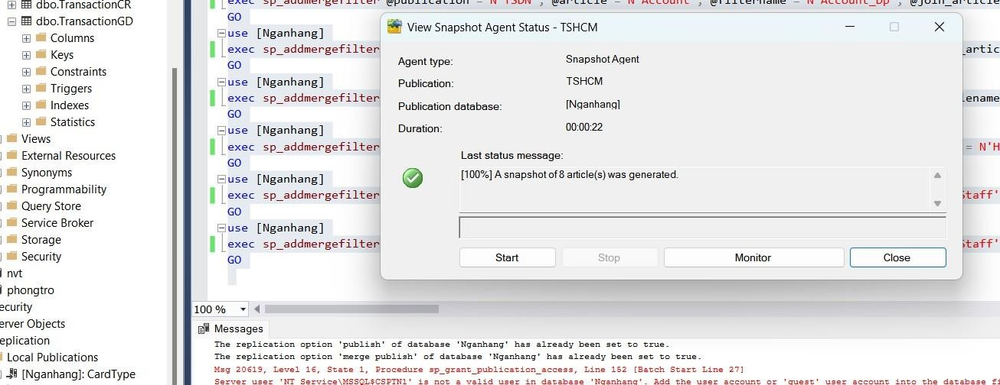 dbo.TransactionCR
dbo.TransactionGD
Columns
Keys
Constraints
Triggers
Indexes
Statistics
Views
External Resources
Synonyms
Programmability
Query Store
Service Broker
Storage
Security
nvt
phongtro
ecurity
erver Objects
eplication
Local Publications
[Nganhang]: CardType
exec sp_addmergefilter @publication = N'TSDN', @article = N'Account', @filtername = N'Account_Dp', @join_article
GO
use [Nganhang]
exec sp_addmergefilter _artic
GO
use [Nganhang]
exec sp_addmergefilter lename
GO
use [Nganhang]
exec sp_addmergefilter = N'H
GO
use [Nganhang]
exec sp_addmergefilter Staff'
GO
use [Nganhang]
exec sp_addmergefilter Staff'
GO
View Snapshot Agent Status - TSHCM
Agent type: Snapshot Agent
Publication: TSHCM
Publication database: [Nganhang]
Duration: 00:00:22
Last status message:
[100%] A snapshot of 8 article(s) was generated.
Start Stop Monitor Close
100 %
Messages
The replication option 'publish' of database 'Nganhang' has already been set to true.
The replication option 'merge publish' of database 'Nganhang' has already been set to true.
Msg 20619, Level 16, State 1, Procedure sp_grant_publication_access, Line 152 [Batch Start Line 27]
Server user 'NT Service\MSSQL$CSPTN1' is not a valid user in database 'Nganhang'. Add the user account or 'guest' user account into the database fi